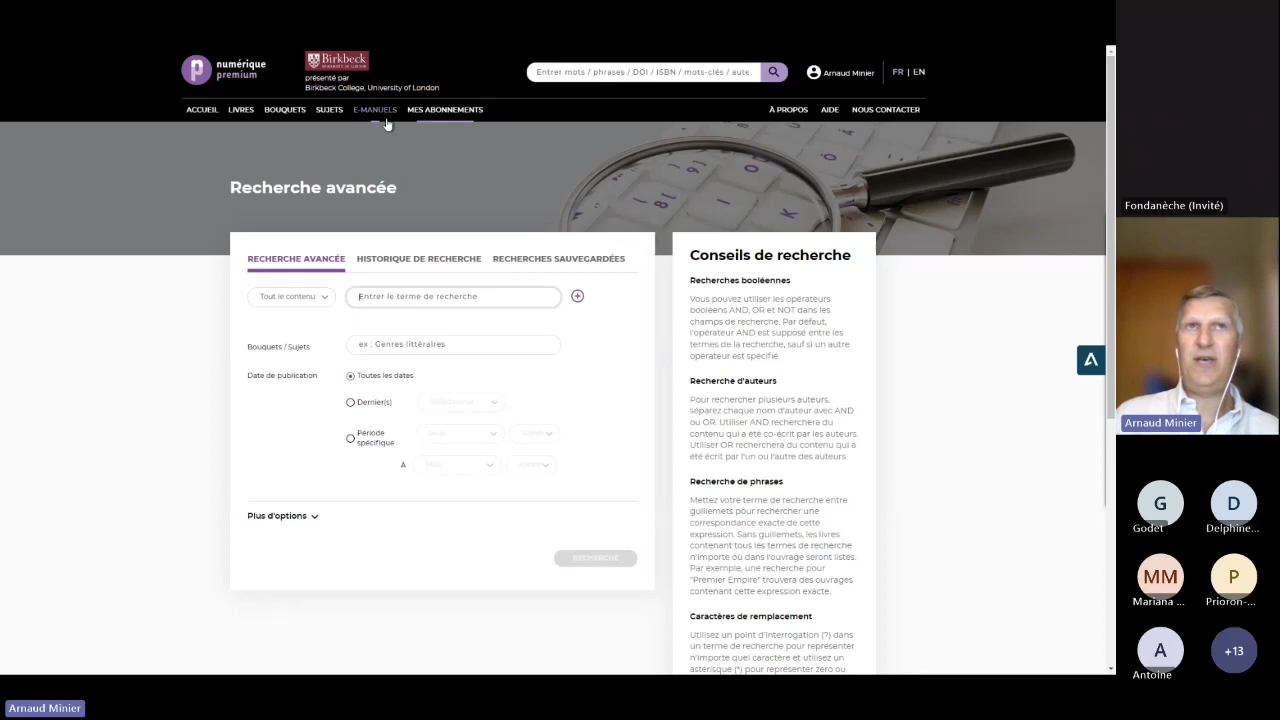 numérique
premium
Birkbeck
UNIVERSITY OF LONDON
présenté par
Birkbeck College, University of London
Entrer mots / phrases / DOI / ISBN / mots-clés / aute
Arnaud Minier
FR | EN
ACCUEIL LIVRES BOUQUETS SUJETS E-MANUELS MES ABONNEMENTS
À PROPOS AIDE NOUS CONTACTER
Recherche avancée
RECHERCHE AVANCÉE HISTORIQUE DE RECHERCHE RECHERCHES SAUVEGARDÉES
Tout le contenu
Entrer le terme de recherche
Bouquets / Sujets
ex : Genres littéraires
Date de publication
Toutes les dates
Dernier(s)
Période
spécifique
A
Plus d'options
RECHERCHE
Conseils de recherche
Recherches booléennes
Vous pouvez utiliser les opérateurs
booléens AND, OR et NOT dans les
champs de recherche. Par défaut,
l'opérateur AND est supposé entre les
termes de la recherche, sauf si un autre
opérateur est spécifié.
Recherche d'auteurs
Pour rechercher plusieurs auteurs,
séparez chaque nom d'auteur avec AND
ou OR. Utiliser AND recherchera du
contenu qui a été co-écrit par les auteurs.
Utiliser OR recherchera du contenu qui a
été écrit par l'un ou l'autre des auteurs.
Recherche de phrases
Mettez votre terme de recherche entre
guillemets pour rechercher une
correspondance exacte de cette
expression. Sans guillemets, les livres
contenant tous les termes de recherche
n'importe où dans l'ouvrage seront listés.
Par exemple, une recherche pour
"Premier Empire" trouvera des ouvrages
contenant cette expression exacte.
Caractères de remplacement
Utilisez un point d'interrogation (?) dans
un terme de recherche pour représenter
n'importe quel caractère et utilisez un
astérisque (*) pour représenter zéro ou
Fondanèche (Invité)
Arnaud Minier
G
Godet
D
Delphine...
MM
Mariana ...
P
Prioron-...
A
Antoine
+13
Arnaud Minier